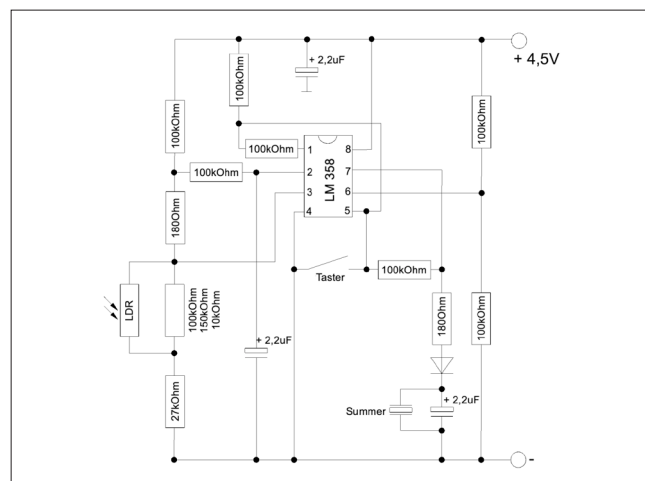 + 2,2uF
+ 4,5V
100kOhm
100kOhm
100kOhm
100kOhm
100kOhm
LM 358
1
2
3
4
8
7
6
5
180Ohm
Taster
100kOhm
LDR
100kOhm
150kOhm
10kOhm
180Ohm
100kOhm
+ 2,2uF
27kOhm
Summer
+ 2,2uF
-